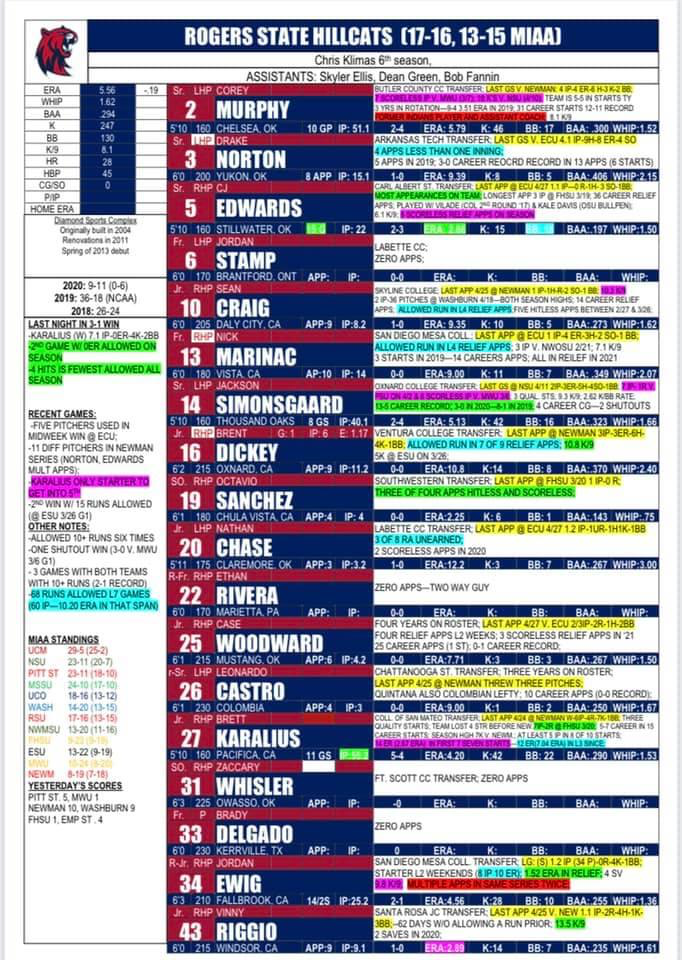 ROGERS STATE HILLCATS (17-16, 13-15 MIAA)
Chris Klimas 6th season,
ASSISTANTS: Skyler Ellis, Dean Green, Bob Fannin
ERA 5.56 -.19
WHIP 1.62
BAA .294
K 247
BB 130
K/9 8.1
HR 28
HBP 45
CG/SO 0
P/IP
HOME ERA
Diamond Sports Complex
Originally built in 2004
Renovations in 2011
Spring of 2013 debut
2020: 9-11 (0-6)
2019: 36-18 (NCAA)
2018: 26-24
LAST NIGHT IN 3-1 WIN
-KARALIUS (W) 7.1 IP-0ER-4K-2BB
-2ND GAME W/ 0ER ALLOWED ON
SEASON
-4 HITS IS FEWEST ALLOWED ALL
SEASON
RECENT GAMES:
-FIVE PITCHERS USED IN
MIDWEEK WIN @ ECU;
-11 DIFF PITCHERS IN NEWMAN
SERIES (NORTON, EDWARDS
MULT APPS);
-KARALIUS ONLY STARTER TO
GET INTO 5TH
-2ND WIN W/ 15 RUNS ALLOWED
(@ ESU 3/26 G1)
OTHER NOTES:
-ALLOWED 10+ RUNS SIX TIMES
-ONE SHUTOUT WIN (3-0 V. MWU
3/6 G1)
- 3 GAMES WITH BOTH TEAMS
WITH 10+ RUNS (2-1 RECORD)
-68 RUNS ALLOWED L7 GAMES
(60 IP—10.20 ERA IN THAT SPAN)
MIAA STANDINGS
UCM 29-5 (25-2)
NSU 23-11 (20-7)
PITT ST 23-11 (18-10)
MSSU 24-10 (17-10)
UCO 18-16 (13-12)
WASH 14-20 (13-15)
RSU 17-16 (13-15)
NWMSU 13-20 (11-16)
FHSU 9-23 (9-19)
ESU 13-22 (9-19)
MWU 10-24 (8-20)
NEWM 8-19 (7-18)
YESTERDAY'S SCORES
PITT ST. 5, MWU 1
NEWMAN 10, WASHBURN 9
FHSU 1, EMP ST . 4
Sr. LHP COREY
2 MURPHY
BUTLER COUNTY CC TRANSFER; LAST GS V. NEWMAN: 4 IP-4 ER-6 H-3 K-2 BB;
7 SCORELESS IP V. MWU (3/7); 10 K'S V. NSU (4/10); TEAM IS 5-5 IN STARTS TY
3 YRS IN ROTATION—9-4 3.51 ERA IN 2019; 31 CAREER STARTS 12-11 RECORD
FORMER INDIANS PLAYER AND ASSISTANT COACH; 8.1 K/9
5'10 160 CHELSEA, OK 10 GP IP: 51.1 2-4 ERA: 5.79 K: 46 BB: 17 BAA: .300 WHIP:1.52
Sr. LHP DRAKE
3 NORTON
ARKANSAS TECH TRANSFER; LAST GS V. ECU 4.1 IP-9H-8 ER-4 SO
4 APPS LESS THAN ONE INNING;
5 APPS IN 2019; 3-0 CAREER REOCRD RECORD IN 13 APPS (6 STARTS)
6'0 200 YUKON, OK 8 APP IP: 15.1 1-0 ERA: 9.39 K:8 BB: 5 BAA:.406 WHIP:2.15
Sr. RHP CJ
5 EDWARDS
CARL ALBERT ST. TRANSFER; LAST APP @ ECU 4/27 1.1 IP—0 R-1H-3 SO-1BB;
MOST APPEARANCES ON TEAM; LONGEST APP 3 IP @ FHSU 3/19; 36 CAREER RELIEF
APPS; PLAYED W/ VILADE (COL 2ND ROUND '17) & KALE DAVIS (OSU BULLPEN);
6.1 K/9; 8 SCORELESS RELIEF APPS ON SEASON
5'11 160 STILLWATER, OK IP: 22 2-3 K: 15 BAA:.197 WHIP:1.50
Fr. LHP JORDAN
6 STAMP
LABETTE CC;
ZERO APPS;
6'0 170 BRANTFORD, ONT APP: IP: 0-0 ERA: K: BB: BAA: WHIP:
Jr. RHP SEAN
10 CRAIG
SKYLINE COLLEGE; LAST APP @ NEWMAN 1 IP-1H-R-2 SO-1 BB; 10.3 K/9
2 IP-36 PITCHES @ WASHBURN 4/18—BOTH SEASON HIGHS; 14 CAREER RELIEF
APPS; ALLOWED RUN IN L4 RELIEF APPS; FIVE HITLESS APPS BETWEEN 2/27 & 3/26;
6'0 205 DALY CITY, CA APP:9 IP:8.2 1-0 ERA: 9.35 K: 10 BB: 5 BAA:.273 WHIP:1.62
Fr. RHP NICK
13 MARINAC
SAN DIEGO MESA COLL.; LAST APP @ ECU 1 IP-4 ER-3H-2 SO-1 BB;
ALLOWED RUN IN L4 RELIEF APPS; 3 IP V. NWOSU 2/21; 7.1 K/9
3 STARTS IN 2019—14 CAREERS APPS; ALL IN REILEF IN 2021
6'0 180 VISTA, CA AP:10 IP: 14 0-0 ERA:9.00 K: 11 BB: 7 BAA:.349 WHIP:2.07
Sr. LHP JACKSON
14 SIMONSGAARD
OXNARD COLLEGE TRANSFER; LAST GS @ NSU 4/11 2IP-3ER-5H-4SO-1BB; 7 IP-1R V.
PSU ON 4/2 & 6 SCORLESS IP V. MWU 3/6; 3 QUAL. STS; 9.3 K/9; 2.62 K/BB RATE;
13-5 CAREER RECORD; 3-0 IN 2020—8-1 IN 2019; 4 CAREER CG—2 SHUTOUTS
5'10 160 THOUSAND OAKS 8 GS IP:40.1 2-4 ERA: 5.13 K: 42 BB: 16 BAA:.323 WHIP:1.66
Jr. RHP BRENT G: 1 IP: 6 E: 1.17
16 DICKEY
VENTURA COLLEGE TRANSFER; LAST APP @ NEWMAN 3IP-3ER-6H-
4K-1BB; ALLOWED RUN IN 7 OF 9 RELIEF APPS; 10.8 K/9
5K @ ESU ON 3/26;
6'2 215 OXNARD, CA APP:9 IP:11.2 0-0 ERA: 10.8 K:14 BB: 8 BAA:.370 WHIP:2.40
SO. RHP OCTAVIO
19 SANCHEZ
SOUTHWESTERN TRANSFER; LAST APP @ FHSU 3/20 1 IP-0 R;
THREE OF FOUR APPS HITLESS AND SCORELESS;
6'1 180 CHULA VISTA, CA APP:4 IP: 4 0-0 ERA:2.25 K: 6 BB: 1 BAA:.143 WHIP:.75
Jr. LHP NATHAN
20 CHASE
LABETTE CC TRANSFER; LAST APP @ ECU 4/27 1.2 IP-1UR-1H1K-1BB
3 OF 8 RA UNEARNED;
2 SCORELESS APPS IN 2020
5'11 175 CLAREMORE, OK APP:3 IP:3.2 1-0 ERA:12.2 K: 3 BB: 7 BAA:.267 WHIP:3.00
R-Fr. RHP ETHAN
22 RIVERA
ZERO APPS—TWO WAY GUY
6'0 170 MARIETTA, PA APP: IP: 0-0 ERA: K: BB: BAA: WHIP:
Jr. RHP CASE
25 WOODWARD
FOUR YEARS ON ROSTER; LAST APP 4/27 V. ECU 2/3IP-2R-1H-2BB
FOUR RELIEF APPS L2 WEEKS; 3 SCORELESS RELIEF APPS IN '21
25 CAREER APPS (1 ST); 0-1 CAREER RECORD;
6'1 215 MUSTANG, OK APP:6 IP:4.2 0-0 ERA:7.71 K:3 BB: 3 BAA:.267 WHIP:1.50
r-Sr. LHP LEONARDO
26 CASTRO
CHATTANOOGA ST. TRANSFER; THREE YEARS ON ROSTER;
LAST APP 4/25 @ NEWMAN THREW THREE PITCHES;
QUINTANA ALSO COLOMBIAN LEFTY; 10 CAREER APPS (0-0 RECORD);
6'1 230 COLOMBIA APP:4 IP:3 0-0 ERA:9.00 K:1 BB: 2 BAA:.250 WHIP:1.67
Jr. RHP BRETT
27 KARALIUS
COLL. OF SAN MATEO TRANSFER; LAST APP 4/24 @ NEWMAN W-6IP-4R-7K-1BB; THREE
QUALITY STARTS; TEAM LOST 4 STR BEFORE NEW; 7IP-2R @ FHSU 3/20; 5-7 CAREER IN 15
CAREER STARTS; SEASON HIGH 7K V. NEWM.; AT LEAST 5 IP IN 8 OF 10 STARTS;
14 ER (2.87 ERA) IN FIRST 7 SEVEN STARTS—12 ER(7.04 ERA) IN L3 SINCE;
5'10 160 PACIFICA, CA 11 GS 5-4 ERA: 4.20 K: 42 BB: 22 BAA:.290 WHIP:1.53
SO. RHP ZACCARY
31 WHISLER
FT. SCOTT CC TRANSFER; ZERO APPS
6'3 225 OWASSO, OK APP: IP: -0 ERA: K: BB: BAA: WHIP:
Fr. P BRADY
33 DELGADO
ZERO APPS
6'0 230 KERRVILLE, TX APP: IP: 0-0 ERA: K: BB: BAA: WHIP:
R-Jr. RHP JORDAN
34 EWIG
SAN DIEGO MESA COLL. TRANSFER; LG: (S) 1.2 IP (34 P)-0R-4K-1BB;
STARTER L2 WEEKENDS (8 IP 10 ER); 1.52 ERA IN RELIEF; 4 SV
9.8 K/9; MULTIPLE APPS IN SAME SERIES TWICE;
6'3 210 FALLBROOK, CA 14/2S IP:25.2 2-1 ERA:4.56 K:28 BB: 10 BAA:.255 WHIP:1.36
Jr. RHP VINNY
43 RIGGIO
SANTA ROSA JC TRANSFER; LAST APP 4/25 V. NEW 1.1 IP-2R-4H-1K-
3BB;--62 DAYS W/O ALLOWING A RUN PRIOR; 13.5 K/9
2 SAVES IN 2020;
6'0 215 WINDSOR, CA APP:9 IP:9.1 1-0 ERA:2.89 K:14 BB: 7 BAA:.235 WHIP:1.61